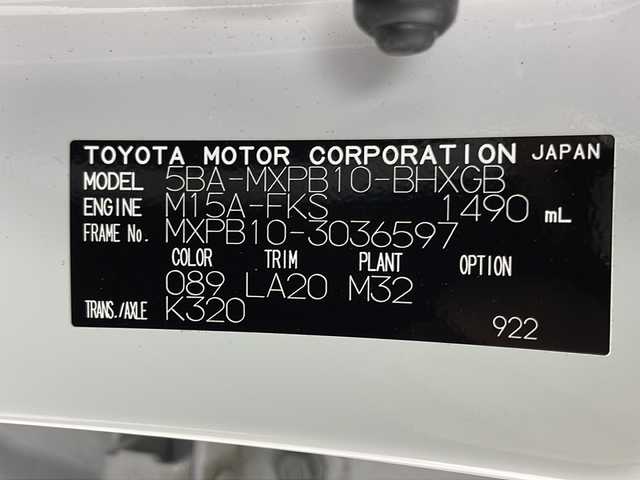 TOYOTA MOTOR CORPORATION JAPAN
MODEL 5BA-MXPB10-BHXGB
ENGINE M15A-FKS 1490 mL
FRAME No. MXPB10-3036597
COLOR TRIM PLANT OPTION
089 LA20 M32
TRANS./AXLE K320
922